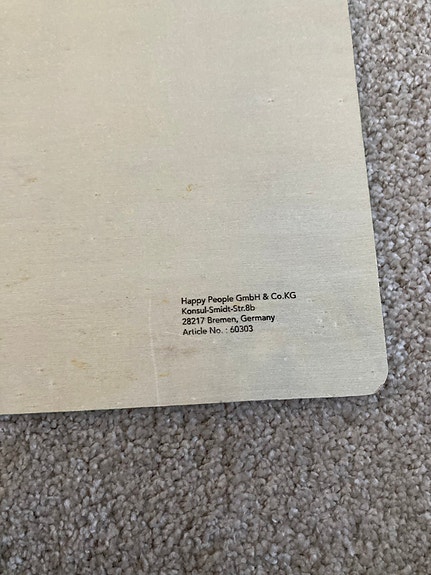 Happy People GmbH & Co.KG
Konsul-Smidt-Str.8b
28217 Bremen, Germany
Article No. : 60303